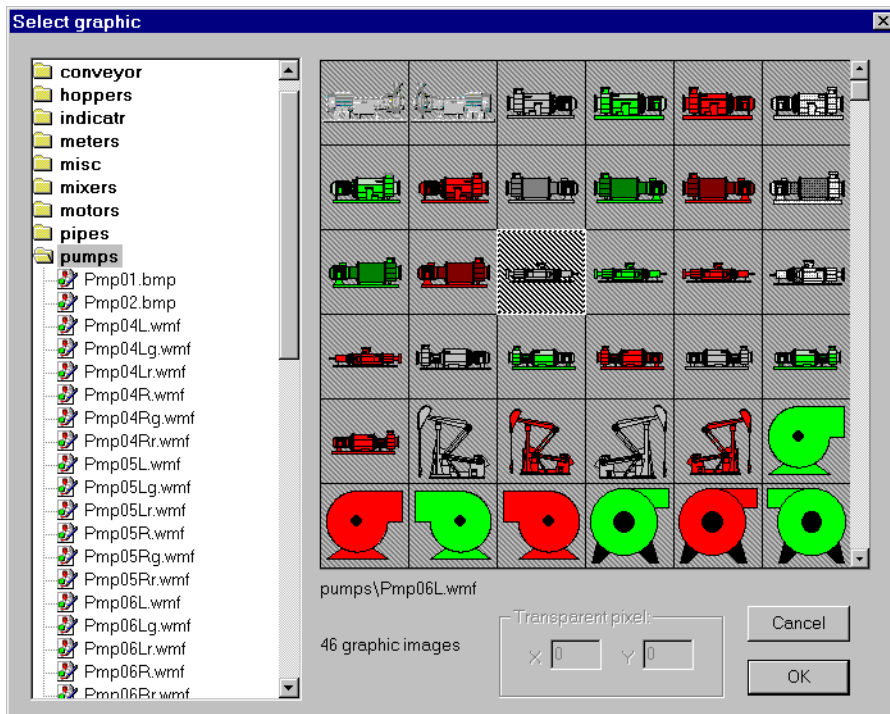 Select graphic
conveyor
hoppers
indicatr
meters
misc
mixers
motors
pipes
pumps
Pmp01.bmp
Pmp02.bmp
Pmp04L.wmf
Pmp04Lg.wmf
Pmp04Lr.wmf
Pmp04R.wmf
Pmp04Rg.wmf
Pmp04Rr.wmf
Pmp05L.wmf
Pmp05Lg.wmf
Pmp05Lr.wmf
Pmp05R.wmf
Pmp05Rg.wmf
Pmp05Rr.wmf
Pmp06L.wmf
Pmp06Lg.wmf
Pmp06Lr.wmf
Pmp06R.wmf
Pmp06Rr.wmf
pumps\Pmp06L.wmf
46 graphic images
Transparent pixel:
X 0 Y 0
Cancel
OK